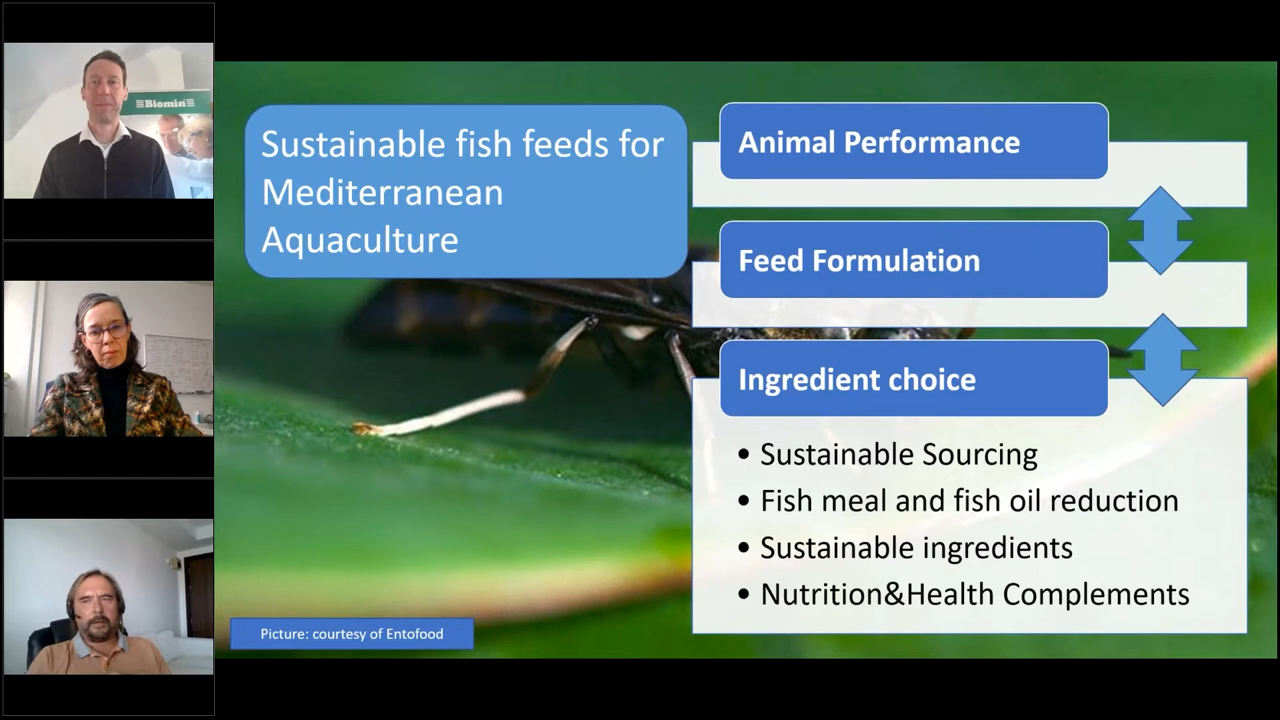 ≡Biomin≡
Sustainable fish feeds for
Mediterranean
Aquaculture
Animal Performance
Feed Formulation
Ingredient choice
• Sustainable Sourcing
• Fish meal and fish oil reduction
• Sustainable ingredients
• Nutrition&Health Complements
Picture: courtesy of Entofood